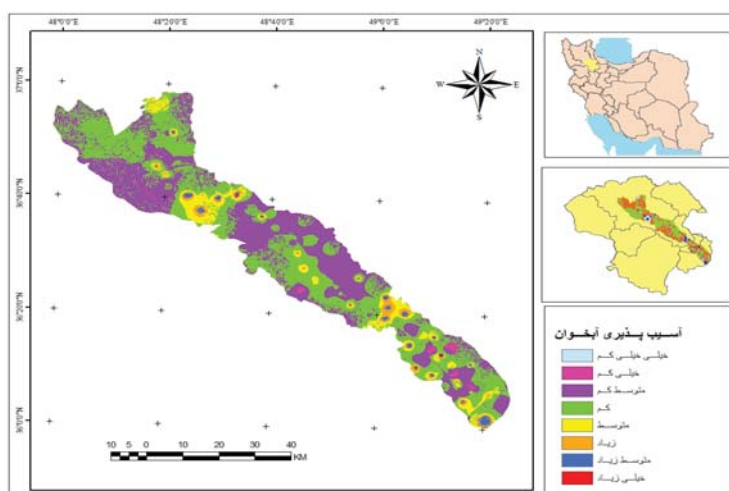 48°0'0"E 48°20'0"E 48°40'0"E 49°0'0"E 49°20'0"E
37°0'0"N
36°40'0"N
36°20'0"N
36°0'0"N
N
W E
S
10 5 0 10 20 30 40
KM
آسیب پذیری آبخوان
خیلی خیلی کم
خیلی کم
متوسط کم
کم
متوسط
زیاد
متوسط زیاد
خیلی زیاد